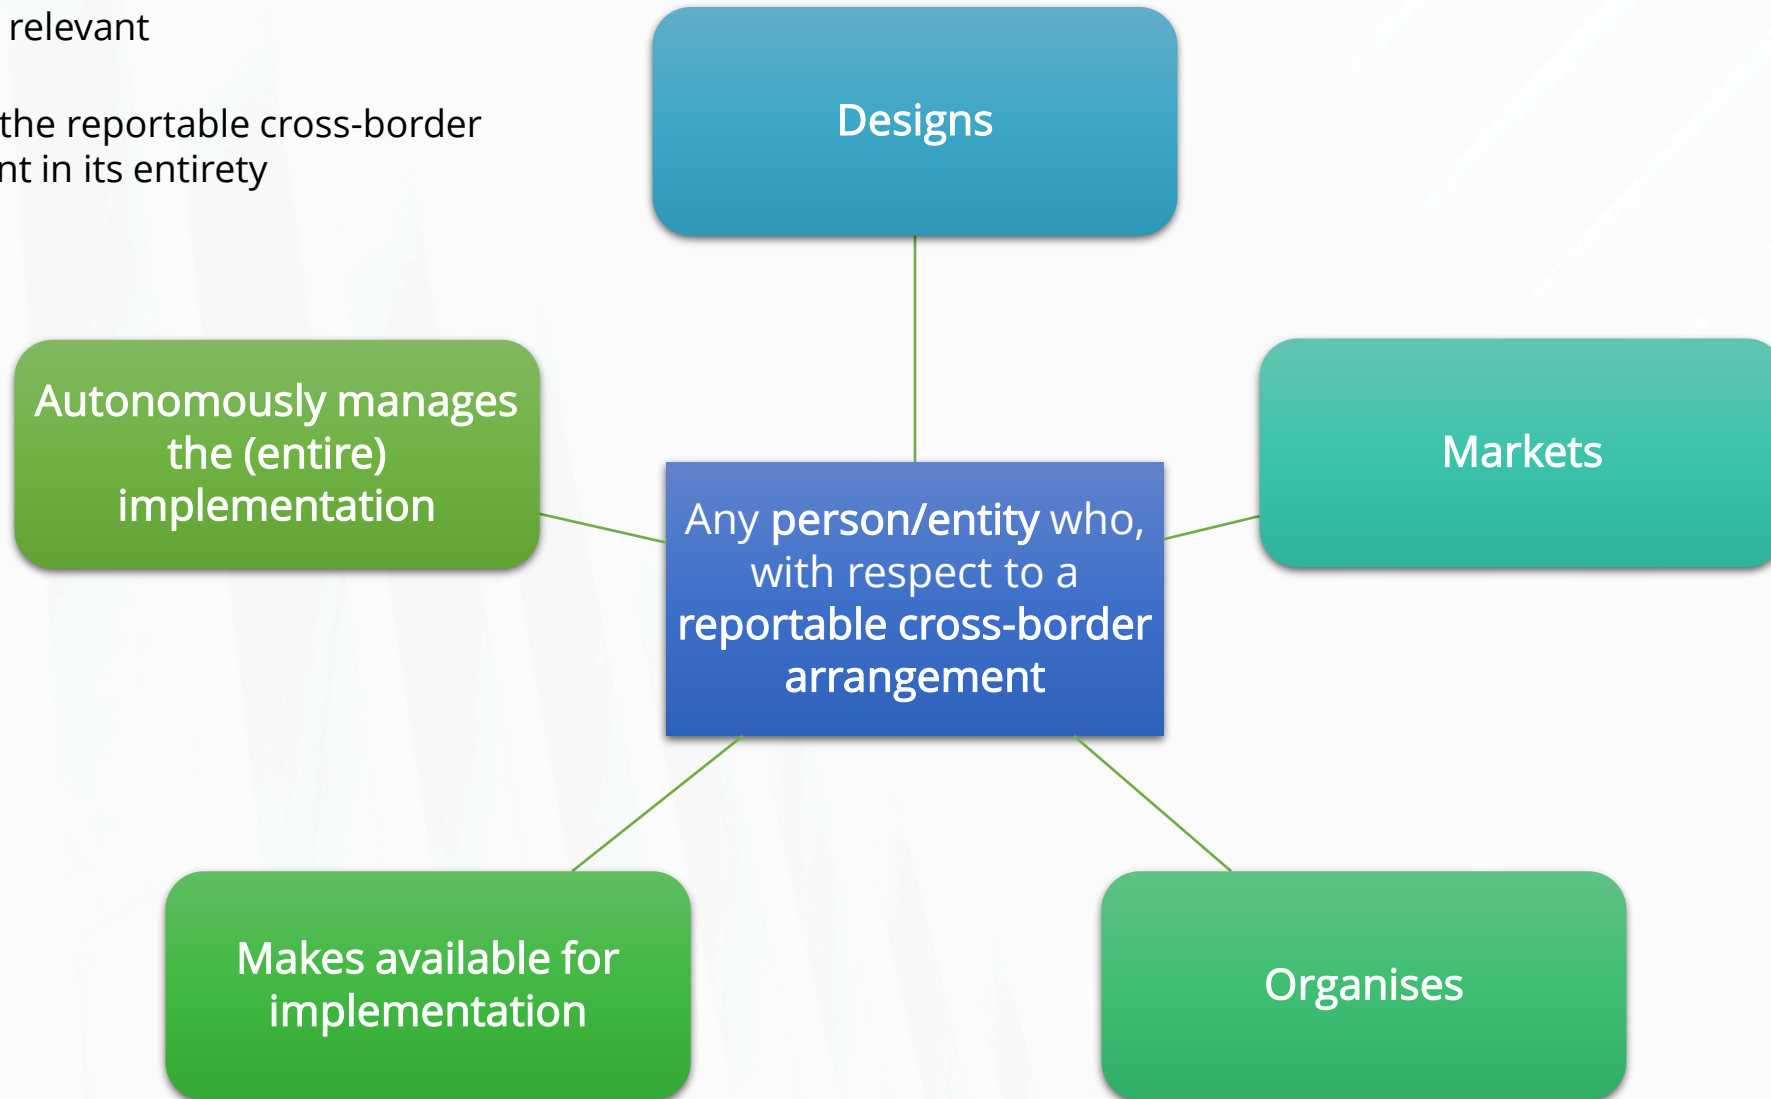 relevant
the reportable cross-border
nt in its entirety
Designs
Autonomously manages
the (entire)
implementation
Markets
Any person/entity who,
with respect to a
reportable cross-border
arrangement
Makes available for
implementation
Organises